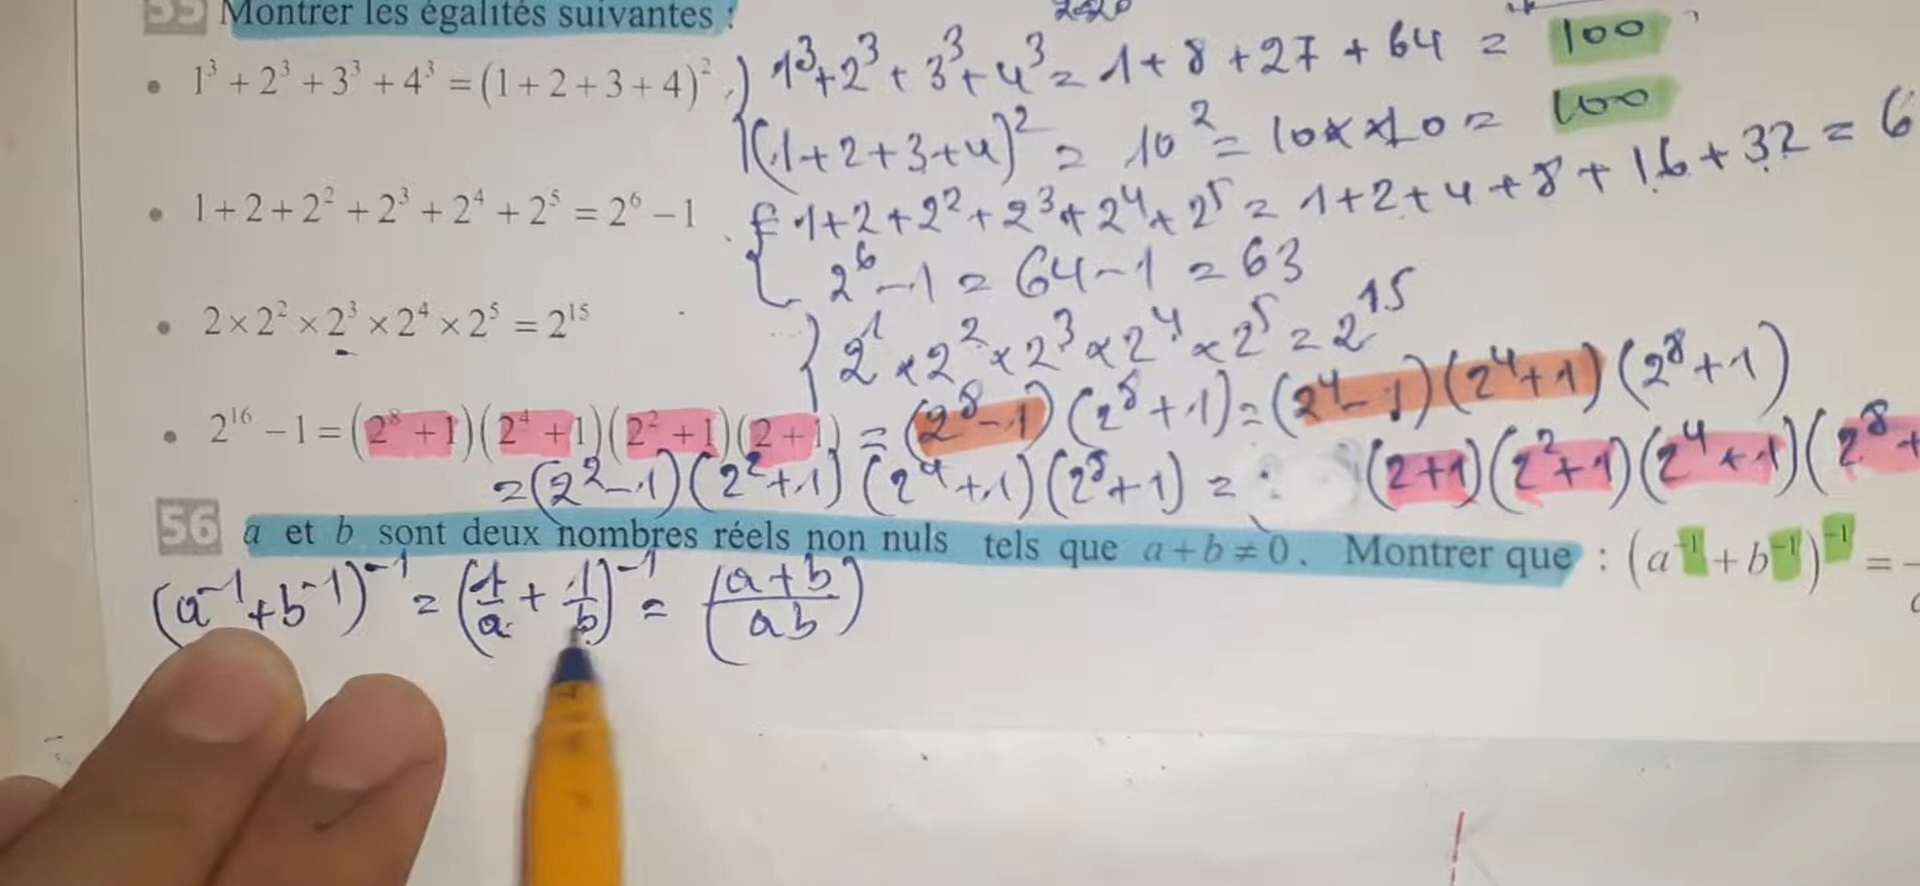 55 Montrer les égalités suivantes :
• 1³ + 2³ + 3³ + 4³ = (1 + 2 + 3 + 4)² 1³ + 2³ + 3³ + 4³ = 1 + 8 + 27 + 64 = 100
(1 + 2 + 3 + 4)² = 10² = 10 × 10 = 100
• 1 + 2 + 2² + 2³ + 2⁴ + 2⁵ = 2⁶ − 1 1 + 2 + 2² + 2³ + 2⁴ + 2⁵ = 1 + 2 + 4 + 8 + 16 + 32 = 6
2⁶ − 1 = 64 − 1 = 63
• 2 × 2² × 2³ × 2⁴ × 2⁵ = 2¹⁵ 2¹ × 2² × 2³ × 2⁴ × 2⁵ = 2¹⁵
• 2¹⁶ − 1 = (2⁸ + 1)(2⁴ + 1)(2² + 1)(2 + 1) = (2⁸ − 1)(2⁸ + 1) = (2⁴ − 1)(2⁴ + 1)(2⁸ + 1)
= (2² − 1)(2² + 1)(2⁴ + 1)(2⁸ + 1) = (2 + 1)(2² + 1)(2⁴ + 1)(2⁸ +
56 a et b sont deux nombres réels non nuls tels que a + b ≠ 0. Montrer que : (a⁻¹ + b⁻¹)⁻¹ =
(a⁻¹ + b⁻¹)⁻¹ = (1/a + 1/b)⁻¹ = (a + b / ab)